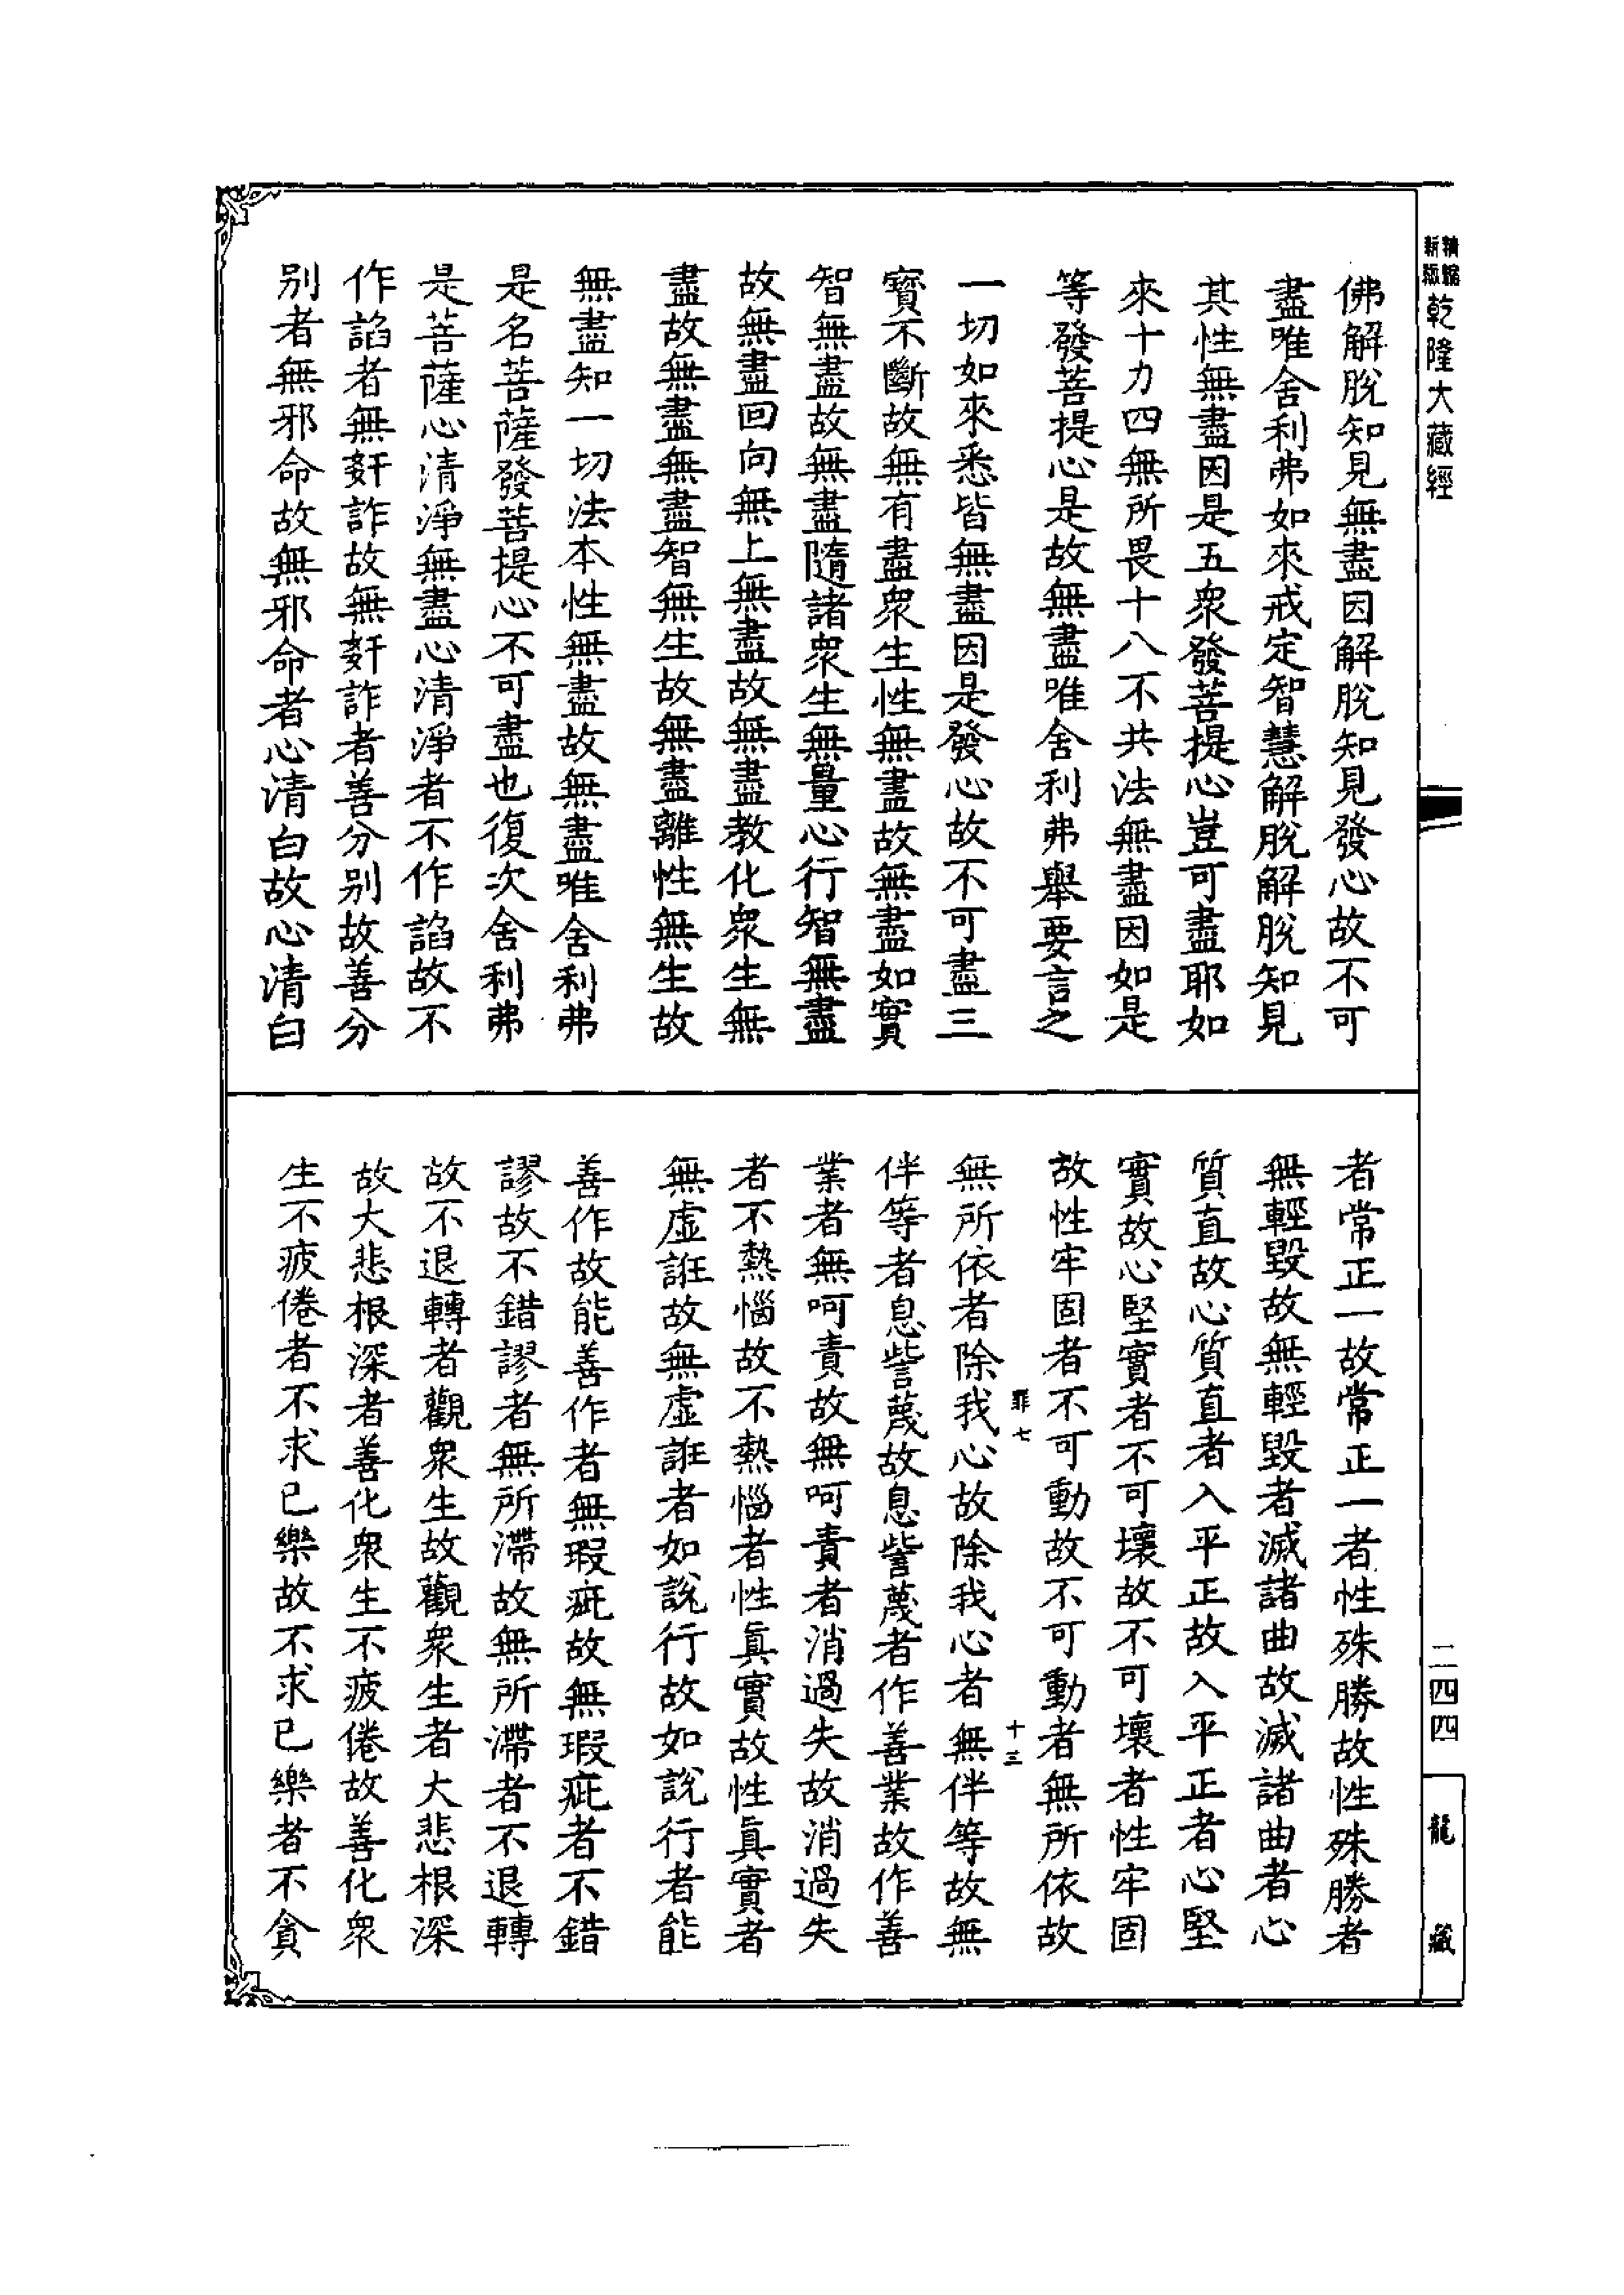 精縮
新版
乾隆大藏經
佛解脫知見無盡因解脫知見發心故不可
盡唯舍利弗如來戒定智慧解脫解脫知見
其性無盡因是五衆發菩提心豈可盡耶如
來十力四無所畏十八不共法無盡因如是
等發菩提心是故無盡唯舍利弗舉要言之
一切如來悉皆無盡因是發心故不可盡三
寶不斷故無有盡衆生性無盡故無盡如實
智無盡故無盡隨諸衆生無量心行智無盡
故無盡回向無上無盡故無盡教化衆生無
盡故無盡無盡智無生故無盡離性無生故
無盡知一切法本性無盡故無盡唯舍利弗
是名菩薩發菩提心不可盡也復次舍利弗
是菩薩心清淨無盡心清淨者不作諂故不
作諂者無姧詐故無姧詐者善分别故善分
别者無邪命故無邪命者心清白故心清白
者常正一故常正一者性殊勝故性殊勝者
無輕毀故無輕毀者滅諸曲故滅諸曲者心
質直故心質直者入平正故入平正者心堅
實故心堅實者不可壞故不可壞者性牢固
故性牢固者不可動故不可動者無所依故
罪七
十三
無所依者除我心故除我心者無伴等故無
伴等者息訾蔑故息訾蔑者作善業故作善
業者無呵責故無呵責者消過失故消過失
者不熱惱故不熱惱者性眞實故性眞實者
無虛誑故無虛誑者如說行故如說行者能
善作故能善作者無瑕疵故無瑕疵者不錯
謬故不錯謬者無所滯故無所滯者不退轉
故不退轉者觀衆生故觀衆生者大悲根深
故大悲根深者善化衆生不疲倦故善化衆
生不疲倦者不求已樂故不求已樂者不貪
二四四
龍藏